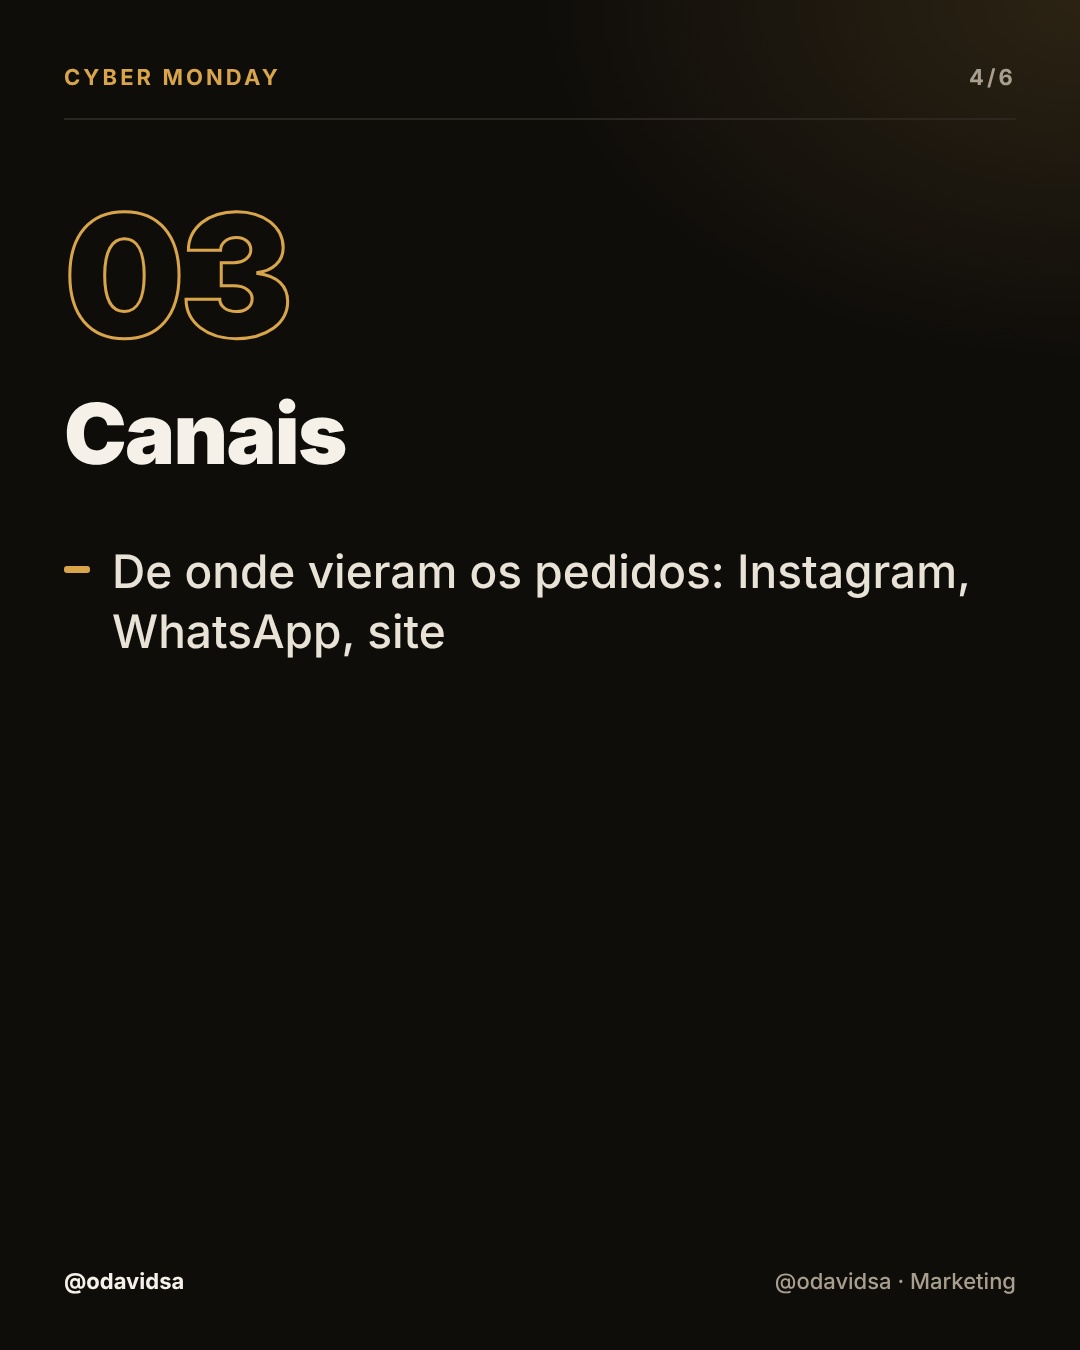 CYBER MONDAY
4/6
03
Canais
De onde vieram os pedidos: Instagram,
WhatsApp, site
@odavidsa
@odavidsa · Marketing